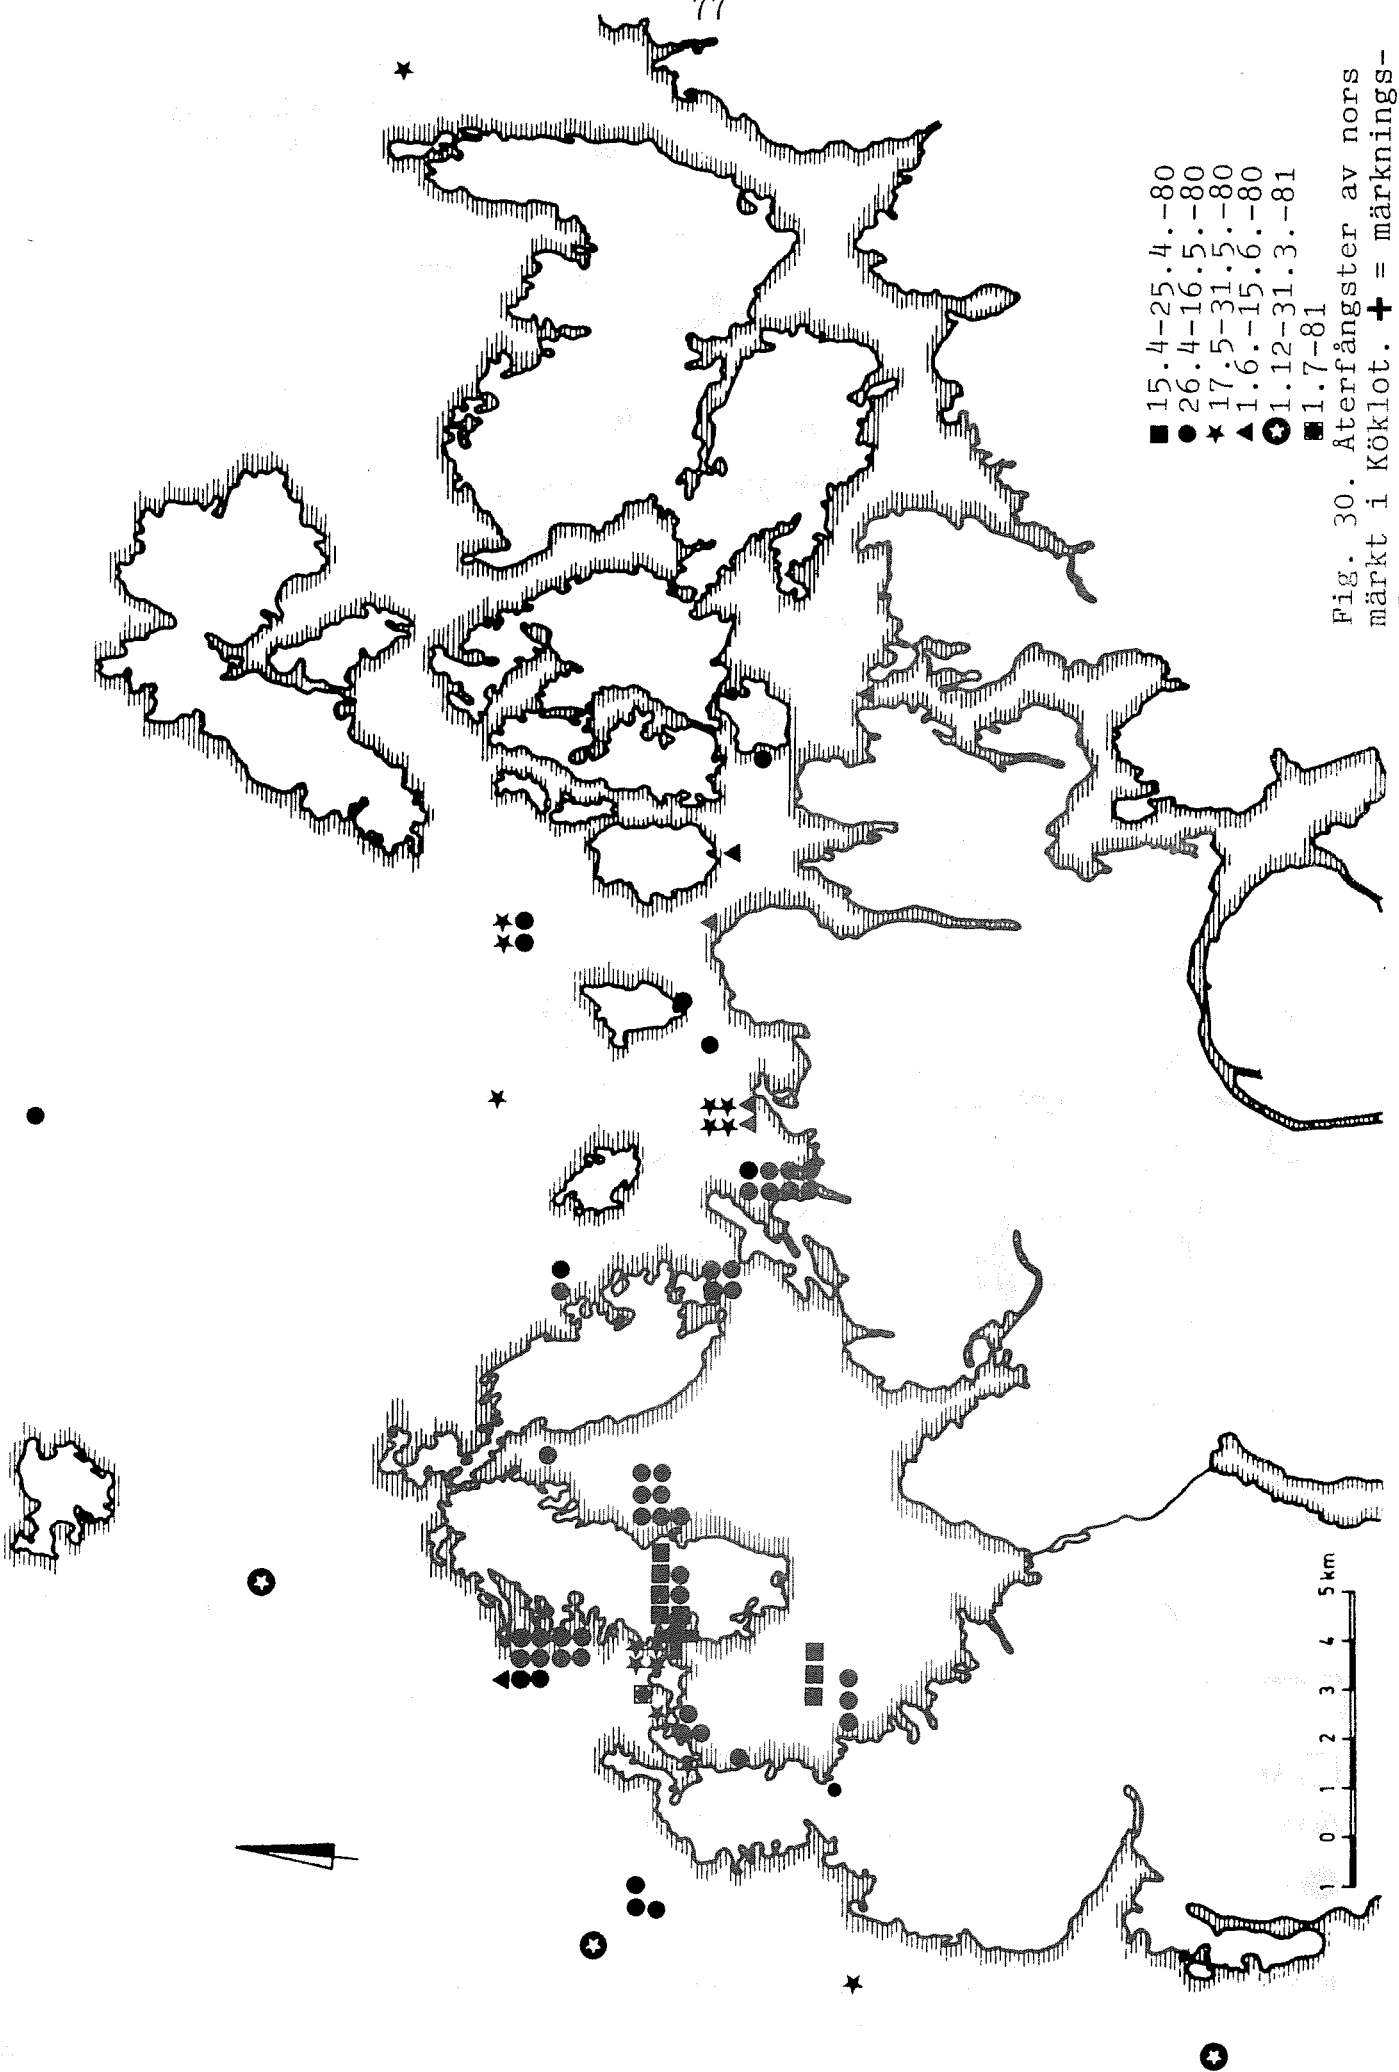 77
■ 15.4-25.4.-80
● 26.4-16.5.-80
★ 17.5-31.5.-80
▲ 1.6.-15.6.-80
1.12-31.3.-81
1.7-81
Fig. 30. Återfångster av nors
märkt i Köklot. + = märknings-
1 0 1 2 3 4 5 km